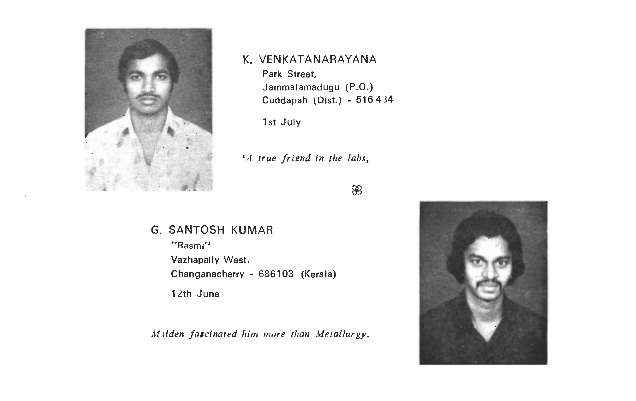 K. VENKATANARAYANA
Park Street,
Jammalamadugu (P.O.)
Cuddapah (Dist.) - 516 434
1st July
"A true friend in the labs,
G. SANTOSH KUMAR
"Rasmi"
Vazhapally West,
Changanacherry - 686103 (Kerala)
12th June
Maiden fascinated him more than Metallurgy.